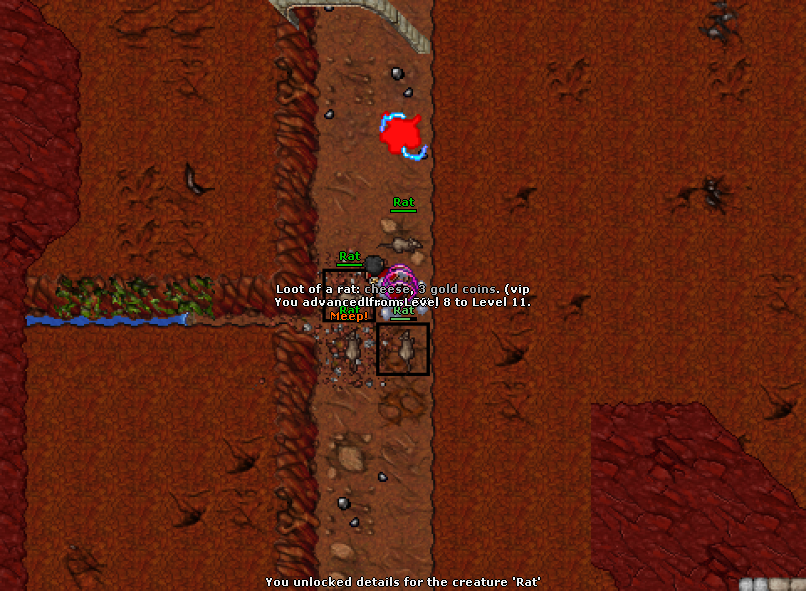 Rat
Rat
Loot of a rat: cheese, 3 gold coins. (vip
You advanced from Level 8 to Level 11.
Rat
Rat
Meep!
You unlocked details for the creature 'Rat'